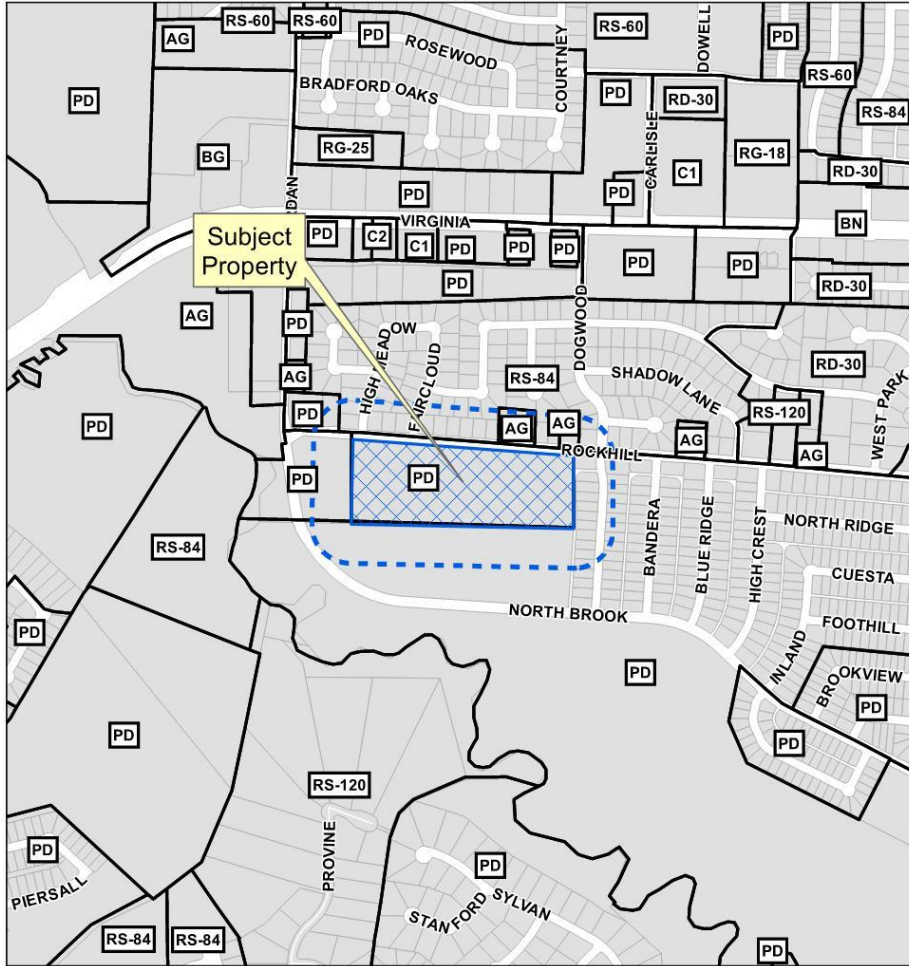 RS-60
RS-60
RS-60
AG
PD
ROSEWOOD
COURTNEY
DOWELL
PD
RS-60
PD
BRADFORD OAKS
PD
RD-30
CARLISLE
RS-84
BG
RG-25
C1
RG-18
RD-30
PD
PD
BN
RDAN
VIRGINIA
Subject
Property
PD
C2
C1
PD
PD
PD
PD
PD
PD
RD-30
AG
PD
HIGH MEADOW
FAIRCLOUD
DOGWOOD
RS-84
SHADOW LANE
RD-30
WEST PARK
AG
PD
PD
AG
AG
AG
RS-120
AG
ROCKHILL
PD
PD
BANDERA
BLUE RIDGE
HIGH CREST
NORTH RIDGE
RS-84
CUESTA
NORTH BROOK
FOOTHILL
PD
PD
INLAND
BROOKVIEW
PD
PD
PD
RS-120
PROVINE
PD
PD
PIERSALL
STANFORD
SYLVAN
RS-84
RS-84
PD